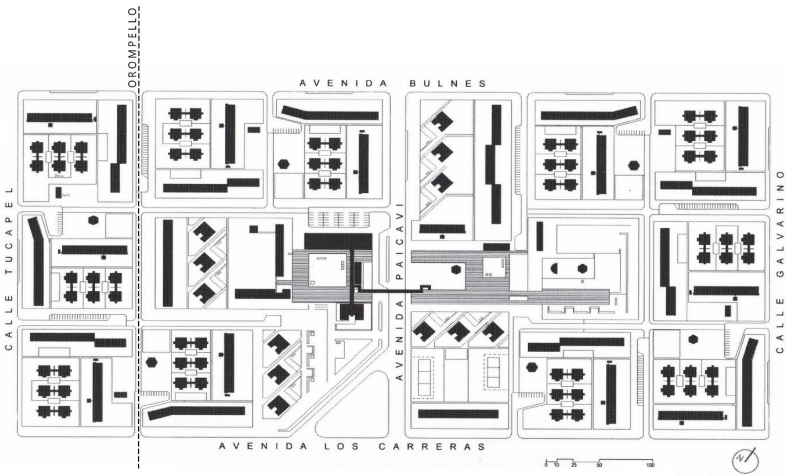 OROMPELLO
AVENIDA BULNES
CALLE TUCAPEL
AVENIDA PAICAVI
CALLE GALVARINO
AVENIDA LOS CARRERAS
0 10 25 50 100
N